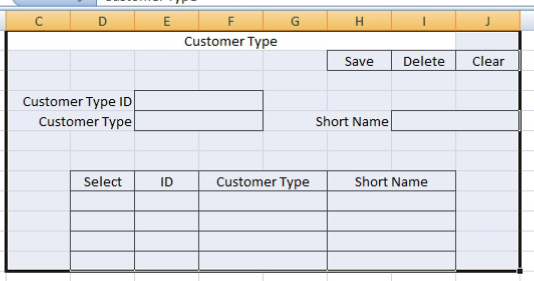 C D E F G H I J
Customer Type
Save Delete Clear
Customer Type ID
Customer Type Short Name
Select ID Customer Type Short Name